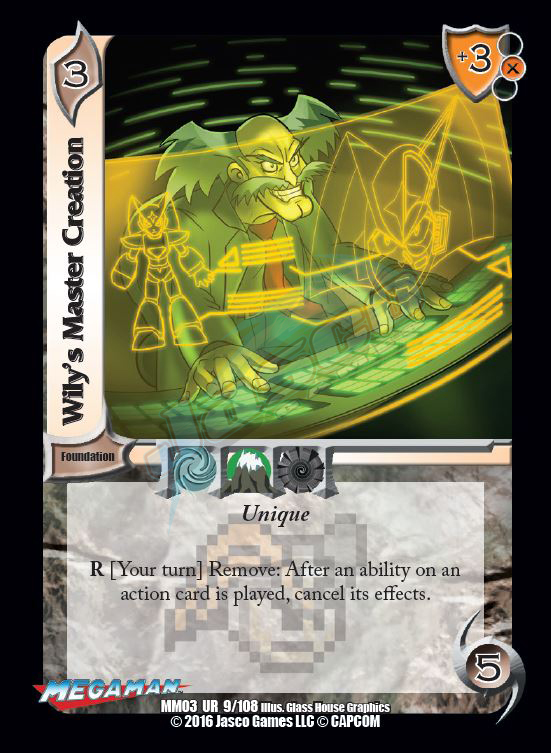 3
+3
Wily's Master Creation
Foundation
Unique
R [Your turn] Remove: After an ability on an
action card is played, cancel its effects.
5
MEGAMAN
MM03 UR 9/108 Illus. Glass House Graphics
© 2016 Jasco Games LLC © CAPCOM